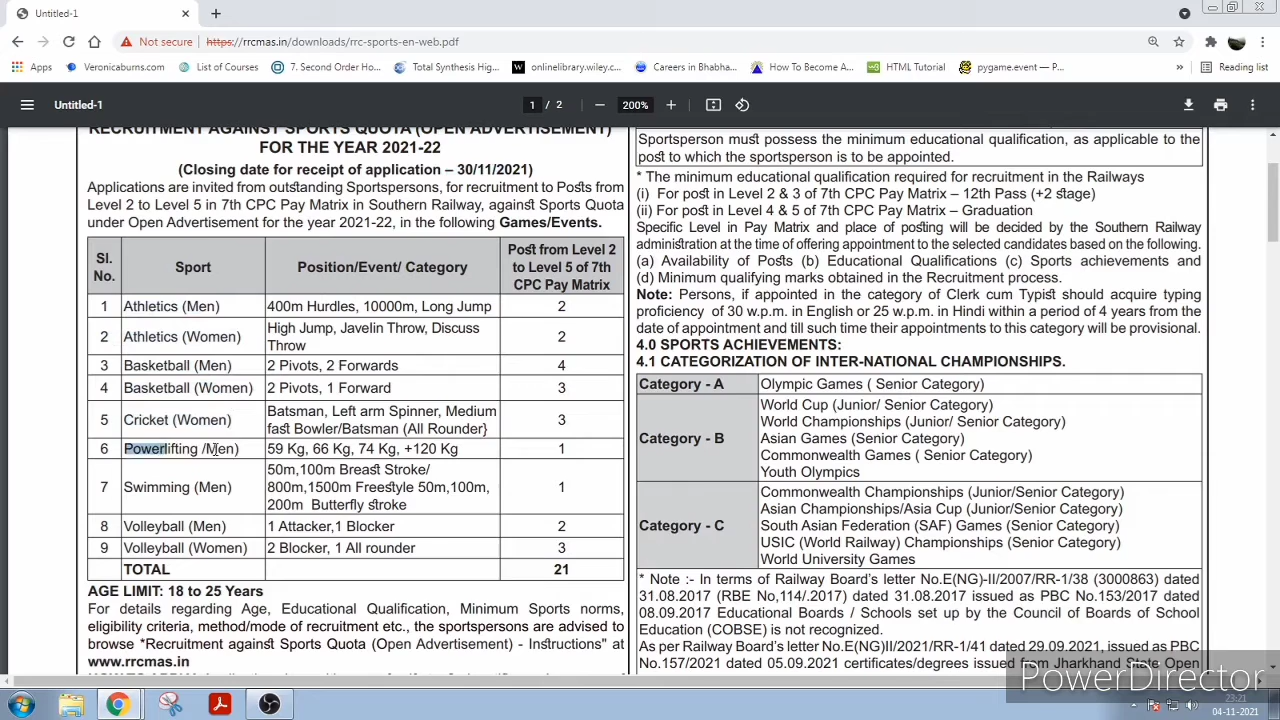 Untitled-1
Not secure
https://rrcmas.in/downloads/rrc-sports-en-web.pdf
Apps
Veronicaburns.com
List of Courses
7. Second Order Ho...
Total Synthesis Hig...
onlinelibrary.wiley.c...
Careers in Bhabha...
How To Become A...
HTML Tutorial
pygame.event — P...
»
Reading list
Untitled-1
1 / 2
200%
RECRUITMENT AGAINST SPORTS QUOTA (OPEN ADVERTISEMENT)
FOR THE YEAR 2021-22
(Closing date for receipt of application – 30/11/2021)
Applications are invited from outstanding Sportspersons, for recruitment to Posts from
Level 2 to Level 5 in 7th CPC Pay Matrix in Southern Railway, against Sports Quota
under Open Advertisement for the year 2021-22, in the following Games/Events.
Sl. No. Sport Position/Event/ Category Post from Level 2 to Level 5 of 7th CPC Pay Matrix
1 Athletics (Men) 400m Hurdles, 10000m, Long Jump 2
2 Athletics (Women) High Jump, Javelin Throw, Discuss Throw 2
3 Basketball (Men) 2 Pivots, 2 Forwards 4
4 Basketball (Women) 2 Pivots, 1 Forward 3
5 Cricket (Women) Batsman, Left arm Spinner, Medium fast Bowler/Batsman (All Rounder} 3
6 Powerlifting /Men) 59 Kg, 66 Kg, 74 Kg, +120 Kg 1
7 Swimming (Men) 50m,100m Breast Stroke/ 800m,1500m Freestyle 50m,100m, 200m Butterfly stroke 1
8 Volleyball (Men) 1 Attacker,1 Blocker 2
9 Volleyball (Women) 2 Blocker, 1 All rounder 3
TOTAL 21
AGE LIMIT: 18 to 25 Years
For details regarding Age, Educational Qualification, Minimum Sports norms,
eligibility criteria, method/mode of recruitment etc., the sportspersons are advised to
browse *Recruitment against Sports Quota (Open Advertisement) - Instructions" at
www.rrcmas.in
Sportsperson must possess the minimum educational qualification, as applicable to the
post to which the sportsperson is to be appointed.
* The minimum educational qualification required for recruitment in the Railways
(i) For post in Level 2 & 3 of 7th CPC Pay Matrix – 12th Pass (+2 stage)
(ii) For post in Level 4 & 5 of 7th CPC Pay Matrix – Graduation
Specific Level in Pay Matrix and place of posting will be decided by the Southern Railway
administration at the time of offering appointment to the selected candidates based on the following.
(a) Availability of Posts (b) Educational Qualifications (c) Sports achievements and
(d) Minimum qualifying marks obtained in the Recruitment process.
Note: Persons, if appointed in the category of Clerk cum Typist should acquire typing
proficiency of 30 w.p.m. in English or 25 w.p.m. in Hindi within a period of 4 years from the
date of appointment and till such time their appointments to this category will be provisional.
4.0 SPORTS ACHIEVEMENTS:
4.1 CATEGORIZATION OF INTER-NATIONAL CHAMPIONSHIPS.
Category - A Olympic Games ( Senior Category)
Category - B World Cup (Junior/ Senior Category)
World Championships (Junior/ Senior Category)
Asian Games (Senior Category)
Commonwealth Games ( Senior Category)
Youth Olympics
Category - C Commonwealth Championships (Junior/Senior Category)
Asian Championships/Asia Cup (Junior/Senior Category)
South Asian Federation (SAF) Games (Senior Category)
USIC (World Railway) Championships (Senior Category)
World University Games
* Note :- In terms of Railway Board's letter No.E(NG)-II/2007/RR-1/38 (3000863) dated
31.08.2017 (RBE No,114/.2017) dated 31.08.2017 issued as PBC No.153/2017 dated
08.09.2017 Educational Boards / Schools set up by the Council of Boards of School
Education (COBSE) is not recognized.
As per Railway Board's letter No.E(NG)II/2021/RR-1/41 dated 29.09.2021, issued as PBC
No.157/2021 dated 05.09.2021 certificates/degrees issued from Jharkhand State Open
PowerDirector
23:21
04-11-2021